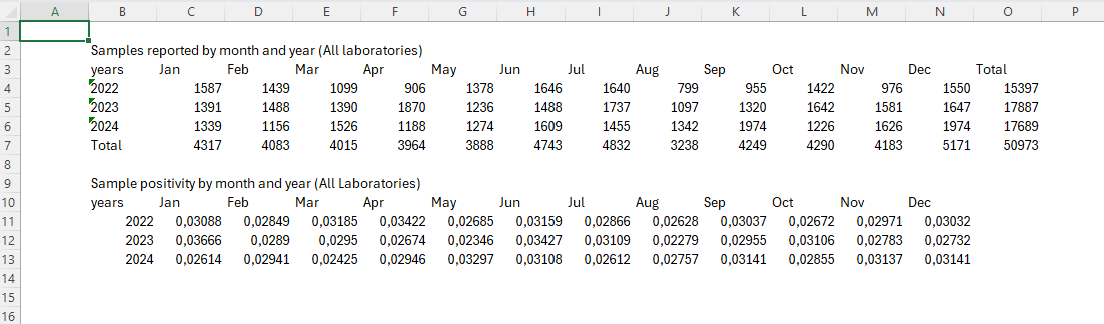 A B C D E F G H I J K L M N O P
1
2 Samples reported by month and year (All laboratories)
3 years Jan Feb Mar Apr May Jun Jul Aug Sep Oct Nov Dec Total
4 2022 1587 1439 1099 906 1378 1646 1640 799 955 1422 976 1550 15397
5 2023 1391 1488 1390 1870 1236 1488 1737 1097 1320 1642 1581 1647 17887
6 2024 1339 1156 1526 1188 1274 1609 1455 1342 1974 1226 1626 1974 17689
7 Total 4317 4083 4015 3964 3888 4743 4832 3238 4249 4290 4183 5171 50973
8
9 Sample positivity by month and year (All Laboratories)
10 years Jan Feb Mar Apr May Jun Jul Aug Sep Oct Nov Dec
11 2022 0,03088 0,02849 0,03185 0,03422 0,02685 0,03159 0,02866 0,02628 0,03037 0,02672 0,02971 0,03032
12 2023 0,03666 0,0289 0,0295 0,02674 0,02346 0,03427 0,03109 0,02279 0,02955 0,03106 0,02783 0,02732
13 2024 0,02614 0,02941 0,02425 0,02946 0,03297 0,03108 0,02612 0,02757 0,03141 0,02855 0,03137 0,03141
14
15
16